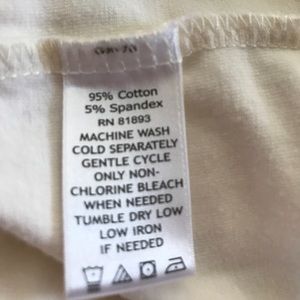 95% Cotton
5% Spandex
RN 81893
MACHINE WASH
COLD SEPARATELY
GENTLE CYCLE
ONLY NON-
CHLORINE BLEACH
WHEN NEEDED
TUMBLE DRY LOW
LOW IRON
IF NEEDED